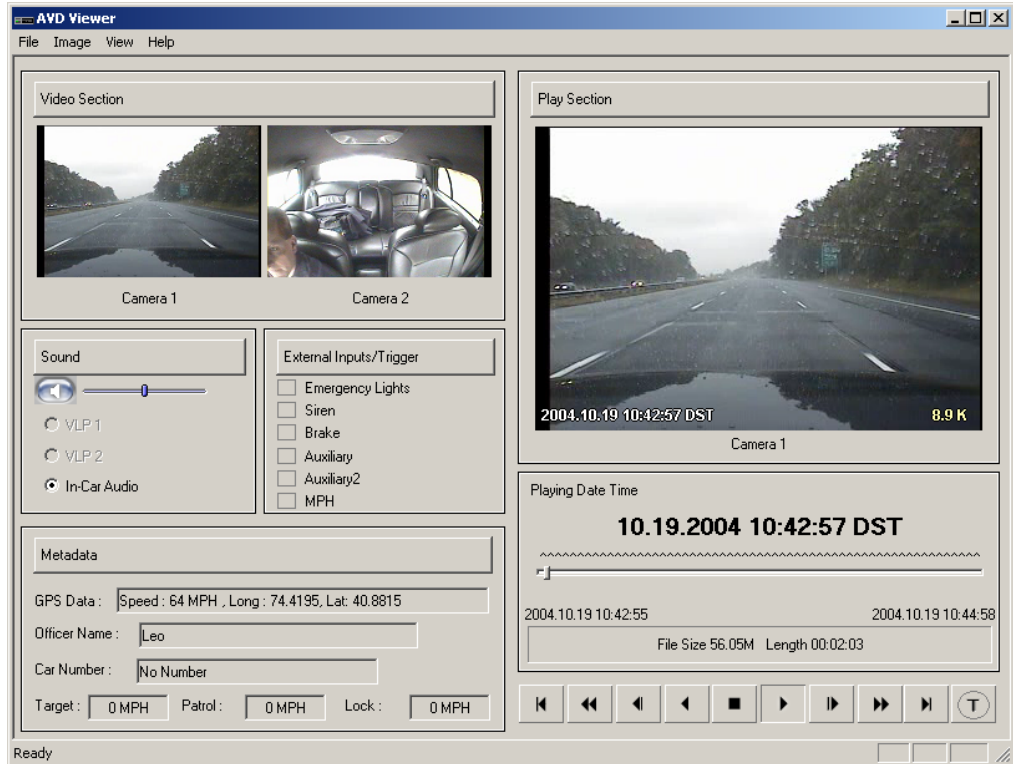 AVD Viewer
File Image View Help
Video Section
Camera 1
Camera 2
Sound
VLP 1
VLP 2
In-Car Audio
External Inputs/Trigger
Emergency Lights
Siren
Brake
Auxiliary
Auxiliary2
MPH
Metadata
GPS Data : Speed : 64 MPH , Long : 74.4195, Lat: 40.8815
Officer Name : Leo
Car Number : No Number
Target : 0 MPH Patrol : 0 MPH Lock : 0 MPH
Play Section
2004.10.19 10:42:57 DST 8.9 K
Camera 1
Playing Date Time
10.19.2004 10:42:57 DST
2004.10.19 10:42:55 2004.10.19 10:44:58
File Size 56.05M Length 00:02:03
T
Ready